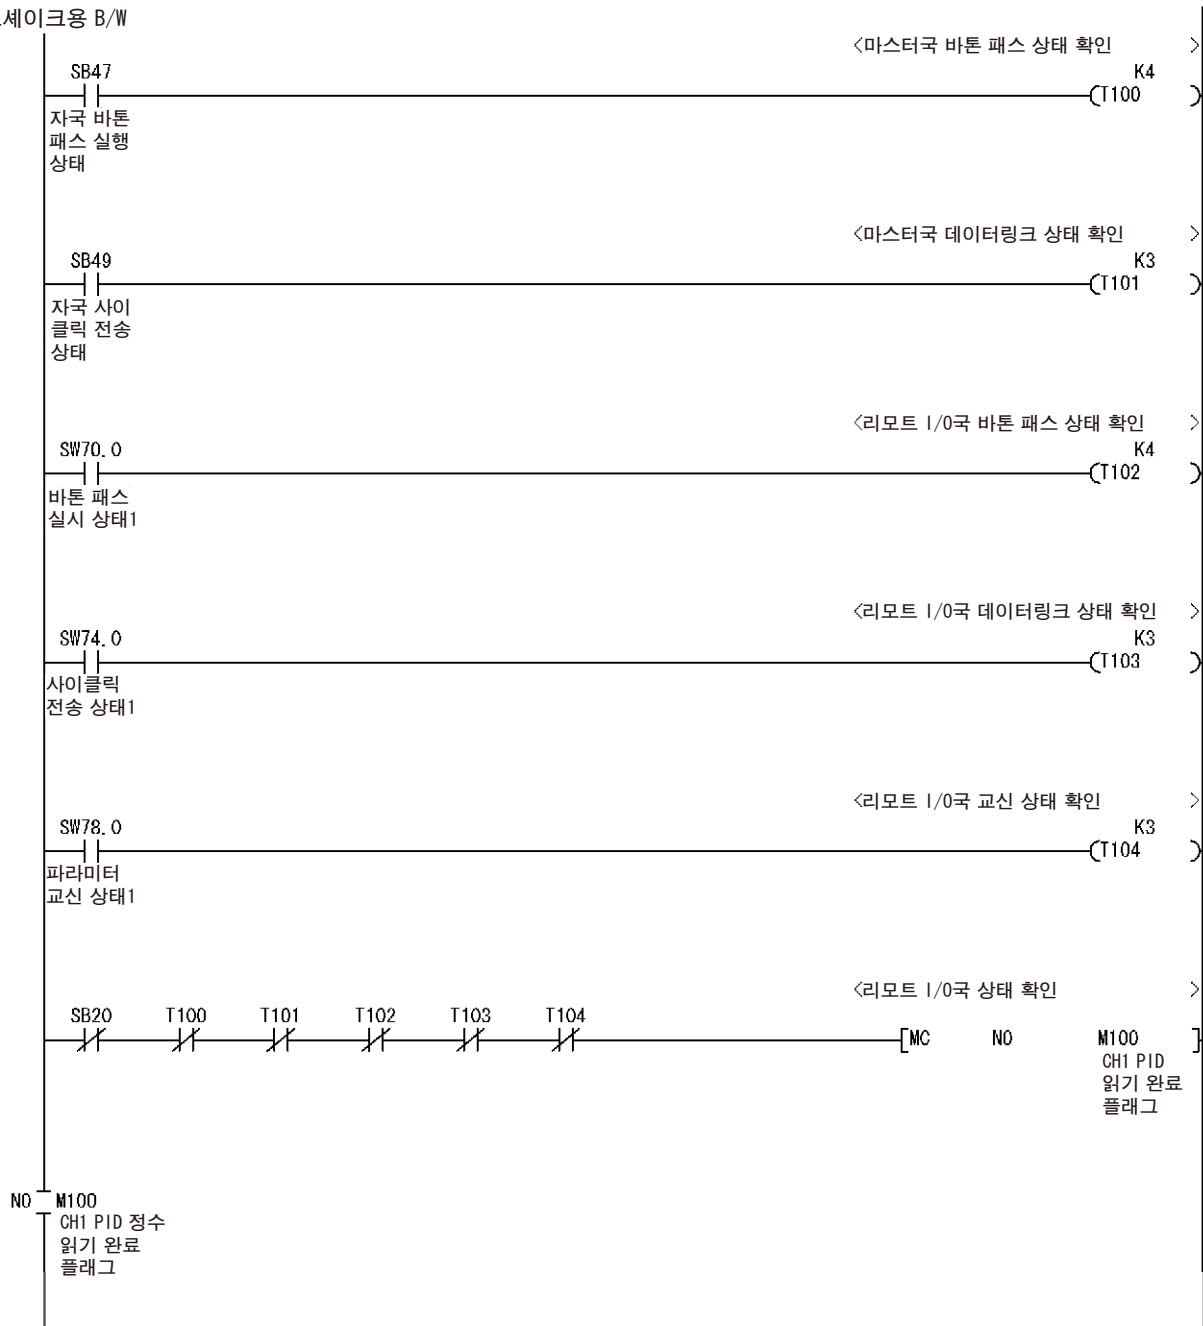 세이크용 B/W
<마스터국 바톤 패스 상태 확인 >
SB47 K4
(T100 )
자국 바톤
패스 실행
상태
<마스터국 데이터링크 상태 확인 >
SB49 K3
(T101 )
자국 사이
클릭 전송
상태
<리모트 I/O국 바톤 패스 상태 확인 >
SW70.0 K4
(T102 )
바톤 패스
실시 상태1
<리모트 I/O국 데이터링크 상태 확인 >
SW74.0 K3
(T103 )
사이클릭
전송 상태1
<리모트 I/O국 교신 상태 확인 >
SW78.0 K3
(T104 )
파라미터
교신 상태1
<리모트 I/O국 상태 확인 >
SB20 T100 T101 T102 T103 T104
[MC N0 M100 ]
CH1 PID
읽기 완료
플래그
N0 M100
CH1 PID 정수
읽기 완료
플래그